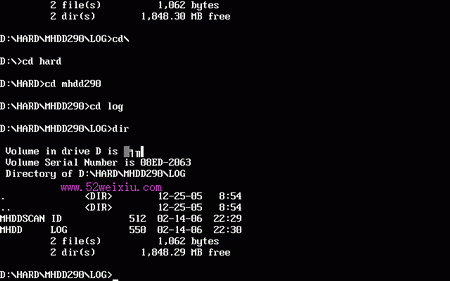 2 file(s) 1,062 bytes
2 dir(s) 1,848.30 MB free
D:\HARD\MHDD290\LOG>cd\
D:\>cd hard
D:\HARD>cd mhdd290
D:\HARD\MHDD290>cd log
D:\HARD\MHDD290\LOG>dir
Volume in drive D is
Volume Serial Number is 08ED-2063
Directory of D:\HARD\MHDD290\LOG
www.52weixiu.com
. <DIR> 12-25-05 8:54
.. <DIR> 12-25-05 8:54
MHDDSCAN ID 512 02-14-06 22:29
MHDD LOG 550 02-14-06 22:30
2 file(s) 1,062 bytes
2 dir(s) 1,848.29 MB free
D:\HARD\MHDD290\LOG>